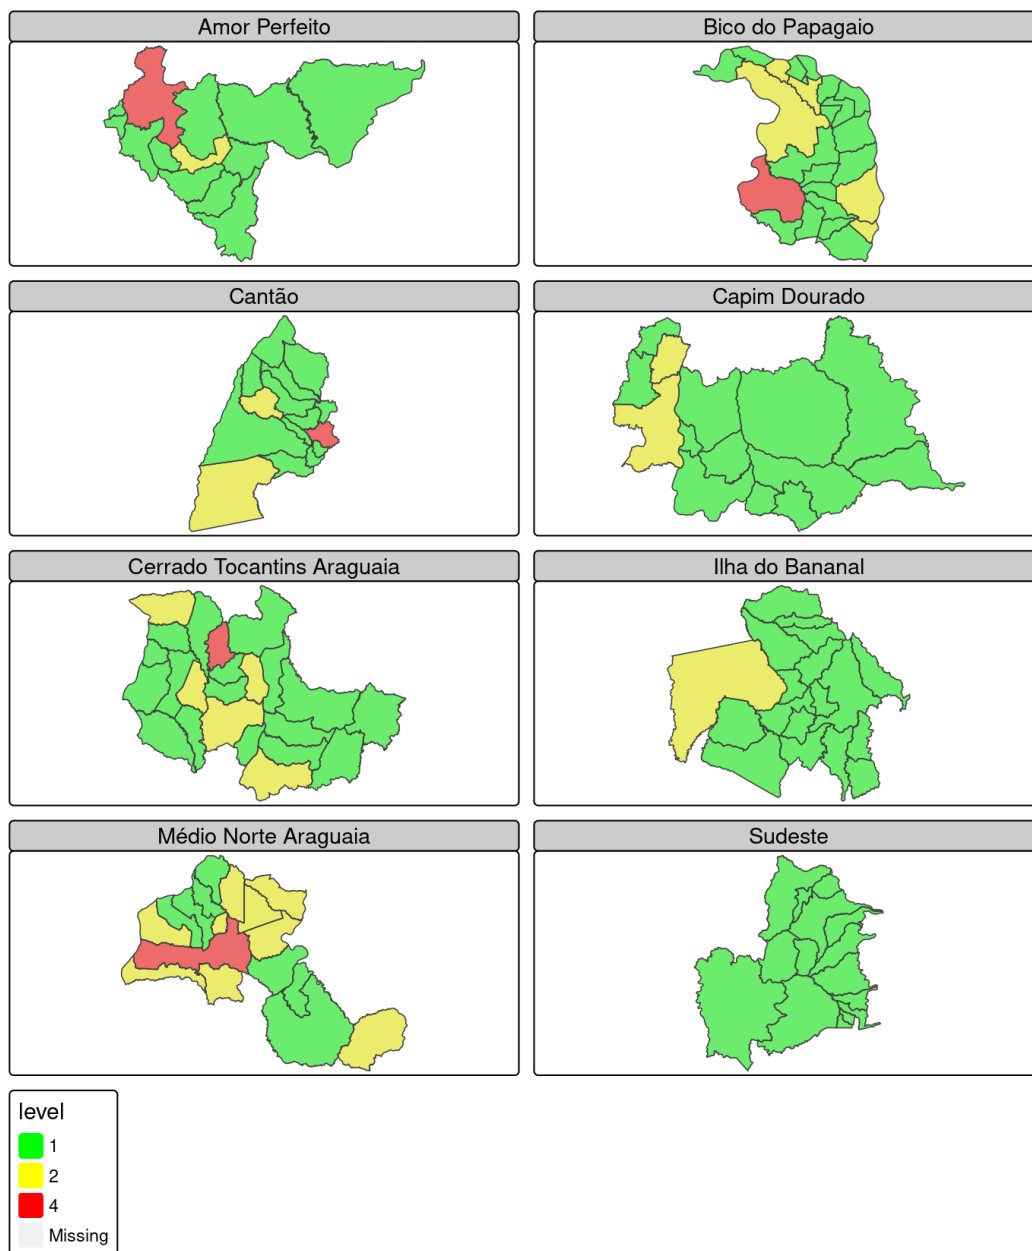 Amor Perfeito
Bico do Papagaio
Cantão
Capim Dourado
Cerrado Tocantins Araguaia
Ilha do Bananal
Médio Norte Araguaia
Sudeste
level
1
2
4
Missing